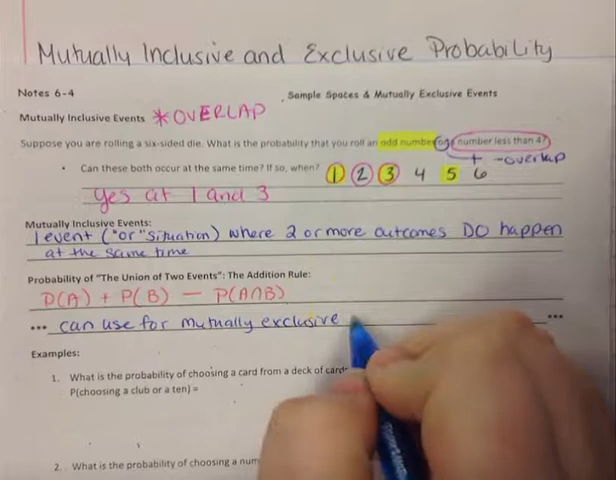 Mutually Inclusive and Exclusive Probability
Notes 6-4
Sample Spaces & Mutually Exclusive Events
Mutually Inclusive Events *OVERLAP
Suppose you are rolling a six-sided die. What is the probability that you roll an odd number or a number less than 4?
+ -overlap
• Can these both occur at the same time? If so, when? 1 2 3 4 5 6
Yes at 1 and 3
Mutually Inclusive Events:
1 event ("or" situation) where 2 or more outcomes DO happen
at the same time
Probability of "The Union of Two Events": The Addition Rule:
P(A) + P(B) — P(A∩B)
••• can use for mutually exclusive •••
Examples:
1. What is the probability of choosing a card from a deck of cards
P(choosing a club or a ten) =
2. What is the probability of choosing a num